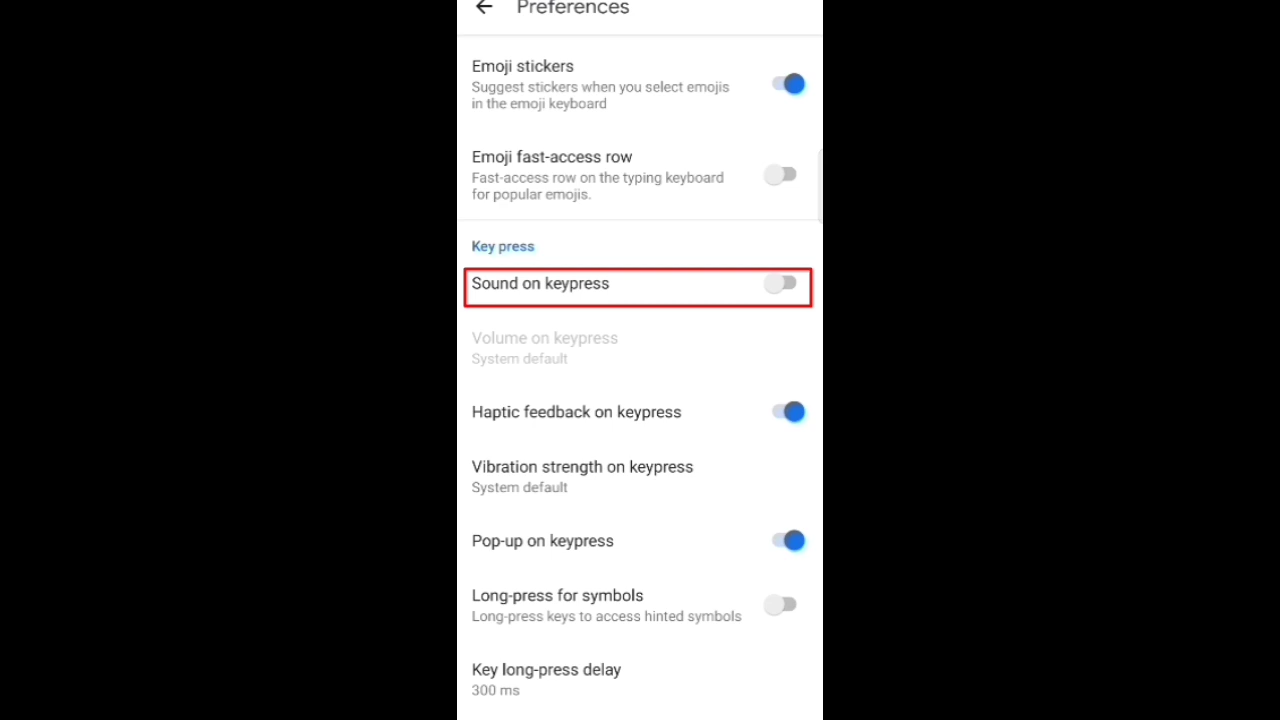 Preferences
Emoji stickers
Suggest stickers when you select emojis
in the emoji keyboard
Emoji fast-access row
Fast-access row on the typing keyboard
for popular emojis.
Key press
Sound on keypress
Volume on keypress
System default
Haptic feedback on keypress
Vibration strength on keypress
System default
Pop-up on keypress
Long-press for symbols
Long-press keys to access hinted symbols
Key long-press delay
300 ms